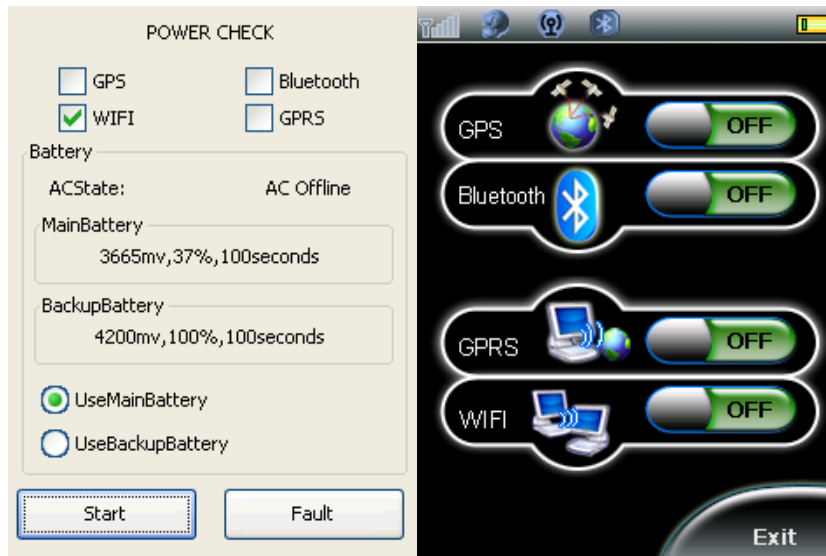 POWER CHECK
GPS
Bluetooth
WIFI
GPRS
Battery
ACState:
AC Offline
MainBattery
3665mv,37%,100seconds
BackupBattery
4200mv,100%,100seconds
UseMainBattery
UseBackupBattery
Start
Fault
GPS
OFF
Bluetooth
OFF
GPRS
OFF
WIFI
OFF
Exit